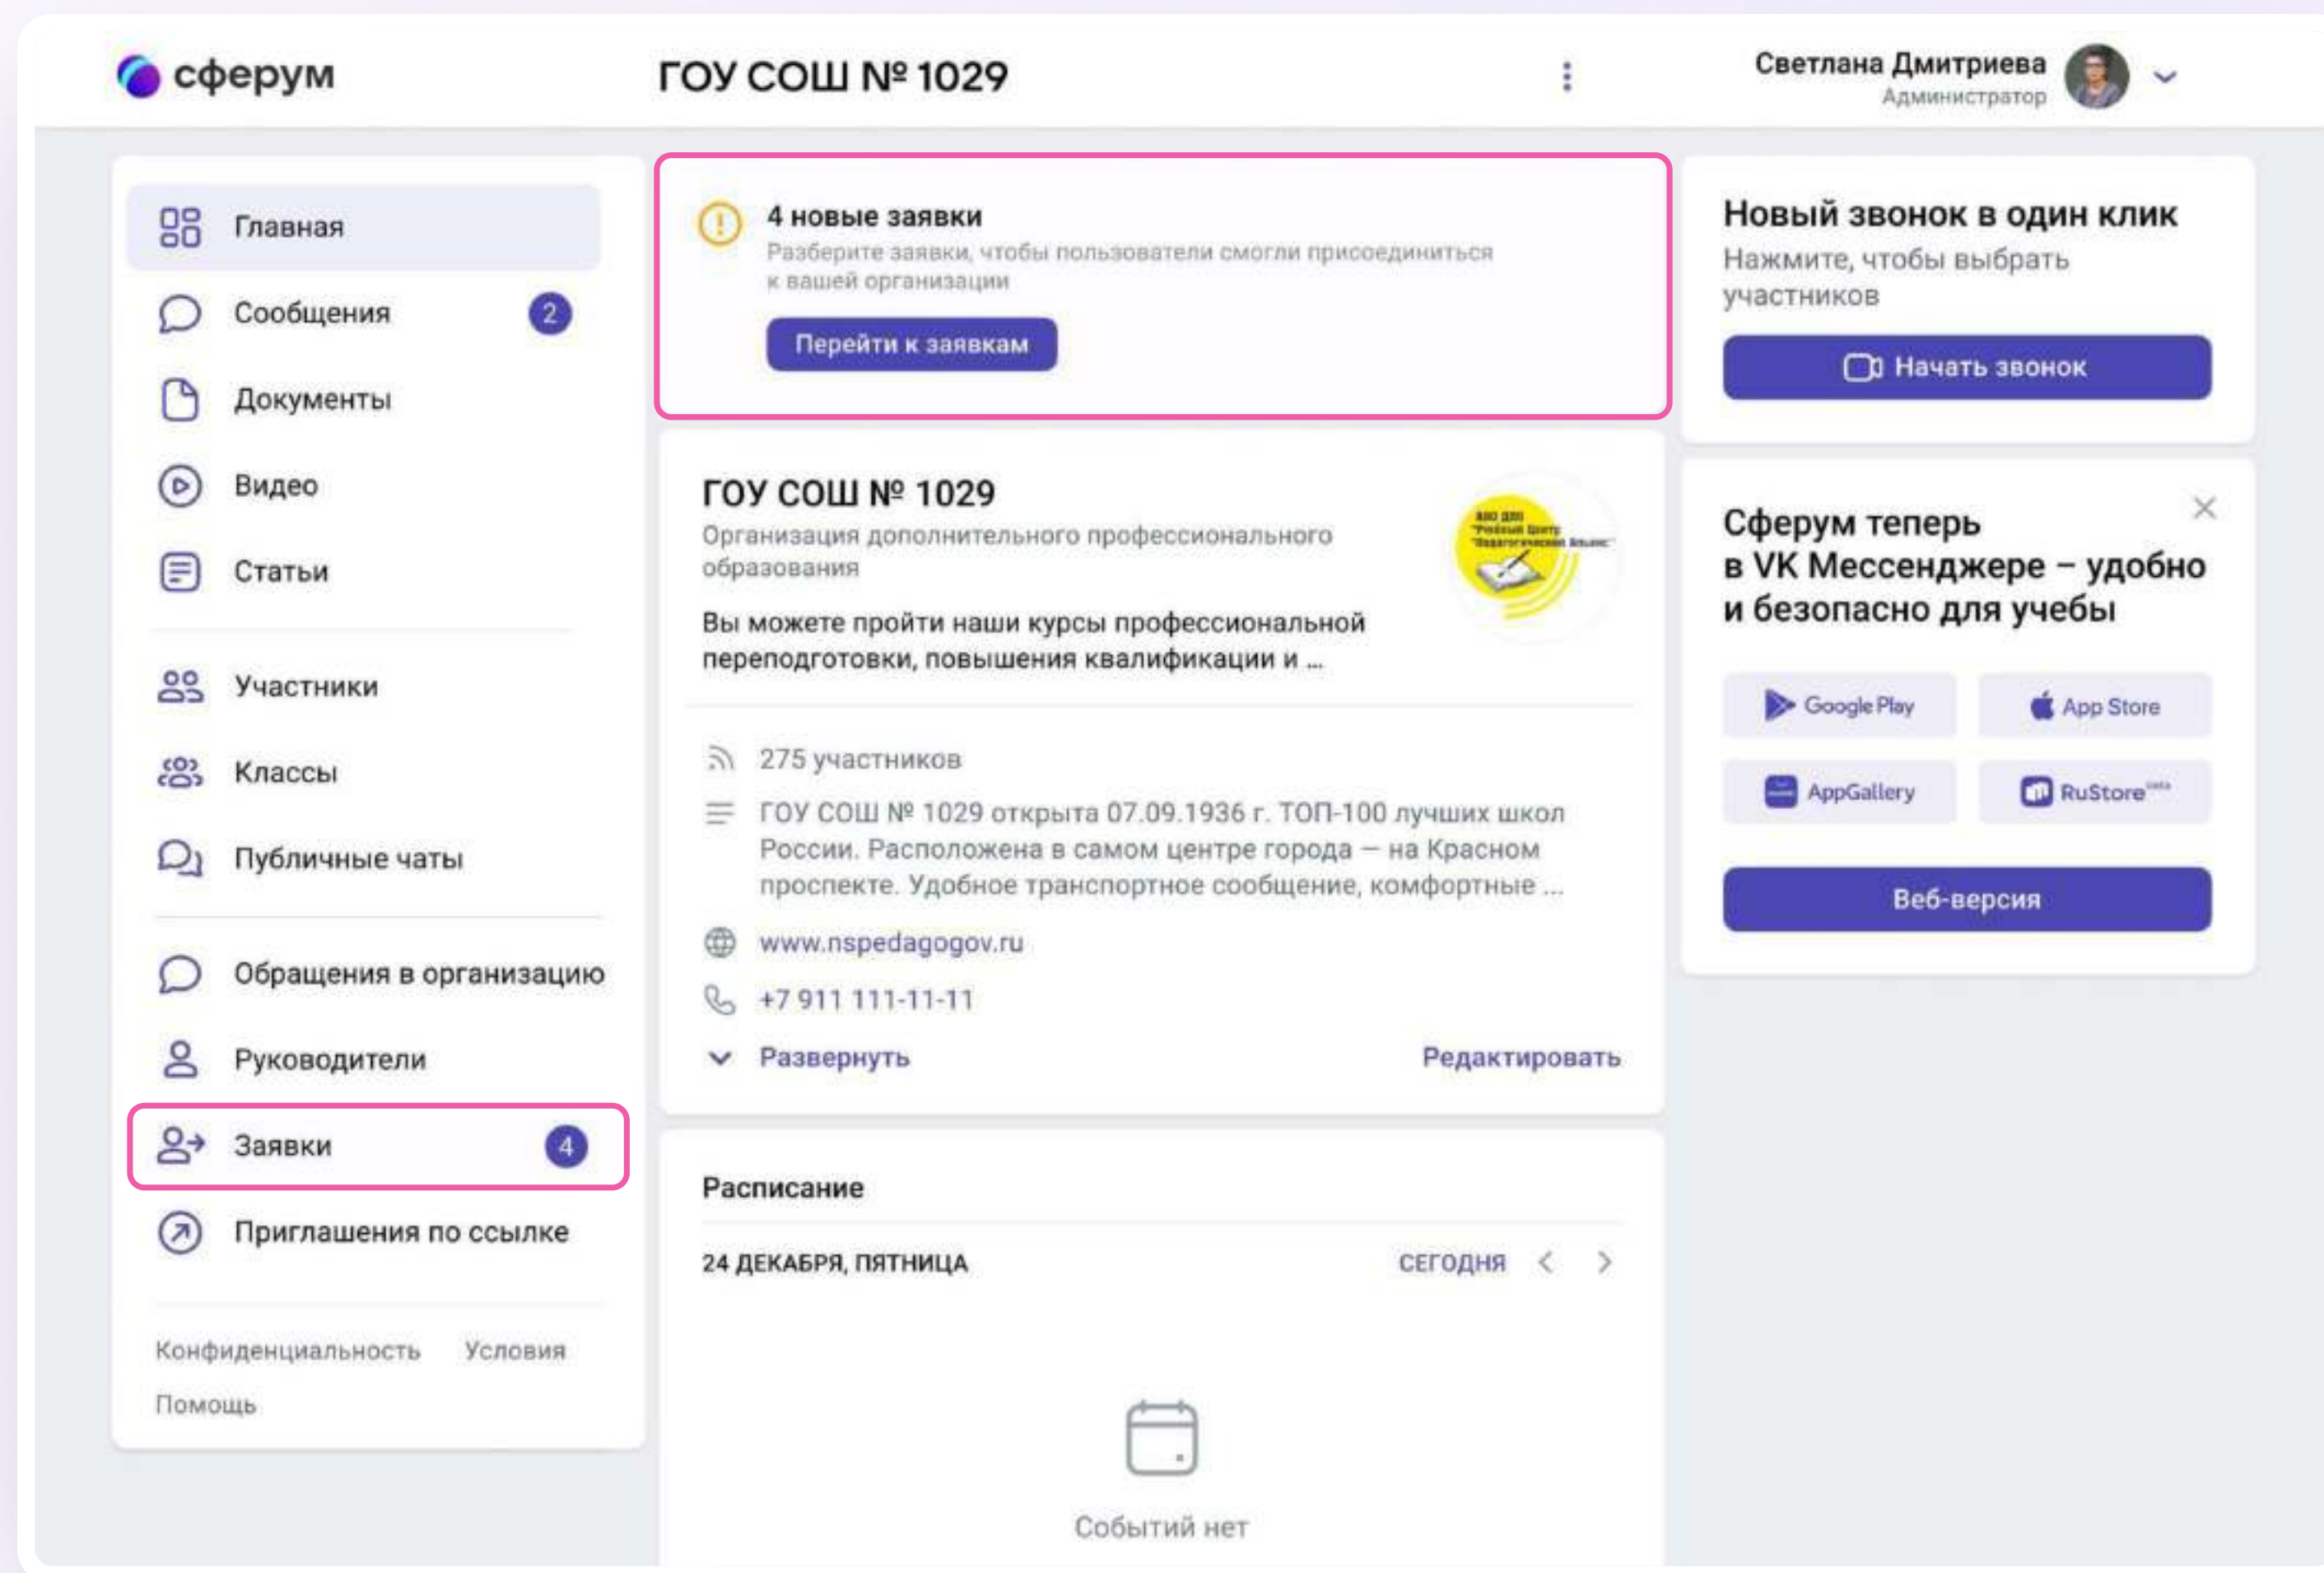 сферум
ГОУ СОШ № 1029
Светлана Дмитриева
Администратор
Главная
Сообщения 2
Документы
Видео
Статьи
Участники
Классы
Публичные чаты
Обращения в организацию
Руководители
Заявки 4
Приглашения по ссылке
Конфиденциальность Условия
Помощь
4 новые заявки
Разберите заявки, чтобы пользователи смогли присоединиться
к вашей организации
Перейти к заявкам
ГОУ СОШ № 1029
Организация дополнительного профессионального
образования
Вы можете пройти наши курсы профессиональной
переподготовки, повышения квалификации и ...
АНО ДПО
"Учебный Центр
"Педагогический Альянс"
275 участников
ГОУ СОШ № 1029 открыта 07.09.1936 г. ТОП-100 лучших школ
России. Расположена в самом центре города — на Красном
проспекте. Удобное транспортное сообщение, комфортные ...
www.nspedagogov.ru
+7 911 111-11-11
Развернуть Редактировать
Расписание
24 ДЕКАБРЯ, ПЯТНИЦА СЕГОДНЯ
Событий нет
Новый звонок в один клик
Нажмите, чтобы выбрать
участников
Начать звонок
Сферум теперь
в VK Мессенджере – удобно
и безопасно для учебы
Google Play App Store
AppGallery RuStore
Веб-версия